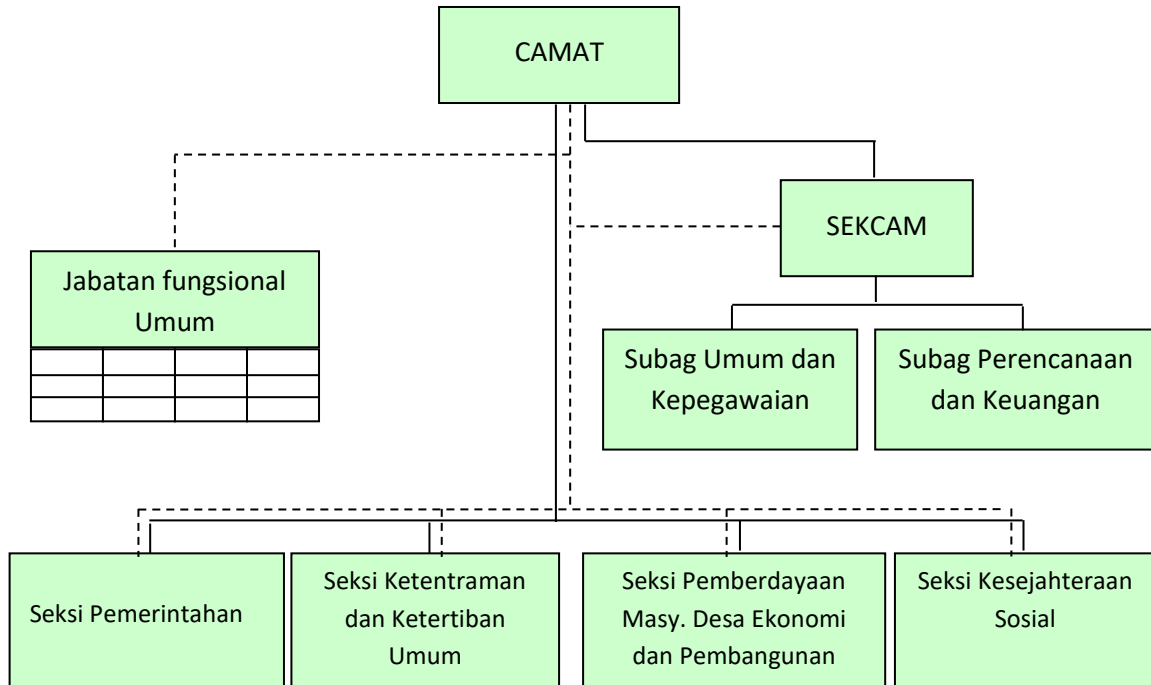 CAMAT
SEKCAM
Jabatan fungsional
Umum
Subag Umum dan
Kepegawaian
Subag Perencanaan
dan Keuangan
Seksi Pemerintahan
Seksi Ketentraman
dan Ketertiban
Umum
Seksi Pemberdayaan
Masy. Desa Ekonomi
dan Pembangunan
Seksi Kesejahteraan
Sosial